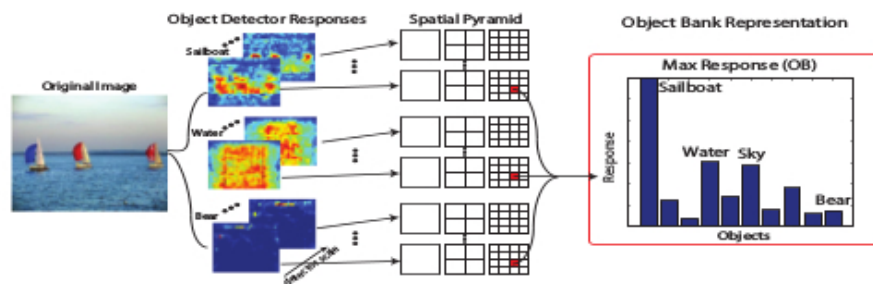 Object Detector Responses
Spatial Pyramid
Object Bank Representation
Original Image
Sailboat
Water
Bear
Max Response (OB)
Sailboat
Water
Sky
Bear
Response
Objects